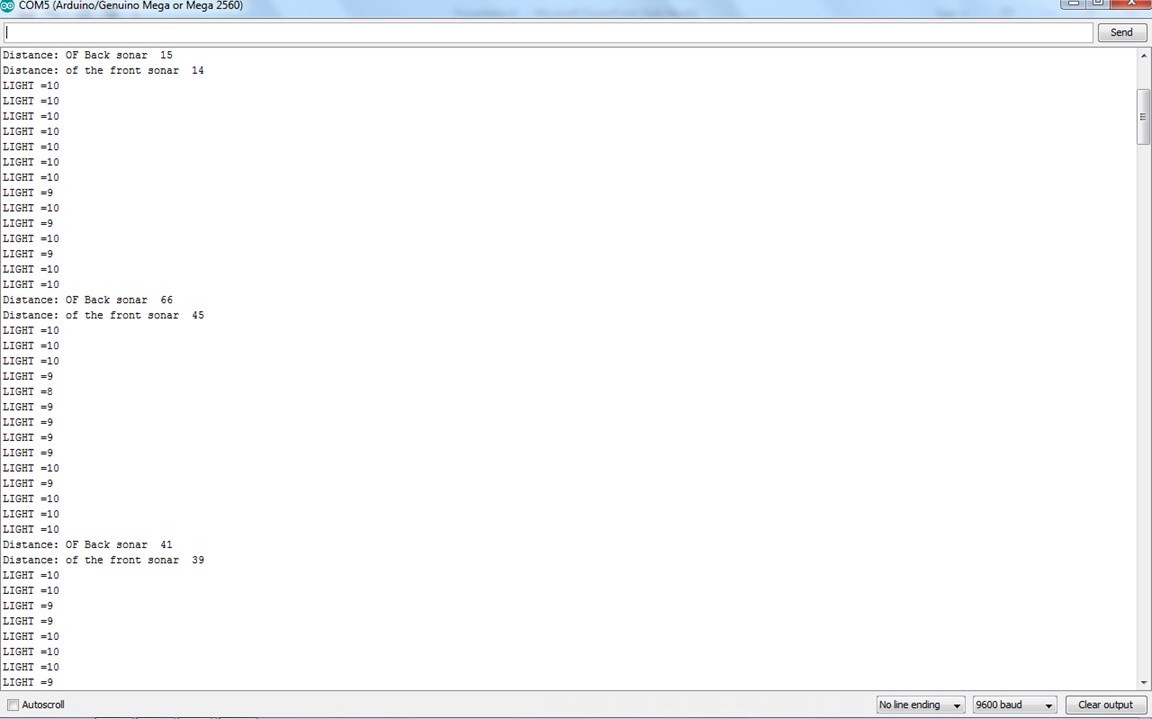 COM5 (Arduino/Genuino Mega or Mega 2560)
Send
Distance: OF Back sonar  15
Distance: of the front sonar  14
LIGHT =10
LIGHT =10
LIGHT =10
LIGHT =10
LIGHT =10
LIGHT =10
LIGHT =10
LIGHT =9
LIGHT =10
LIGHT =9
LIGHT =10
LIGHT =9
LIGHT =10
LIGHT =10
Distance: OF Back sonar  66
Distance: of the front sonar  45
LIGHT =10
LIGHT =10
LIGHT =10
LIGHT =9
LIGHT =8
LIGHT =9
LIGHT =9
LIGHT =9
LIGHT =9
LIGHT =10
LIGHT =9
LIGHT =10
LIGHT =10
LIGHT =10
Distance: OF Back sonar  41
Distance: of the front sonar  39
LIGHT =10
LIGHT =10
LIGHT =9
LIGHT =9
LIGHT =10
LIGHT =10
LIGHT =10
LIGHT =9
Autoscroll
No line ending
9600 baud
Clear output